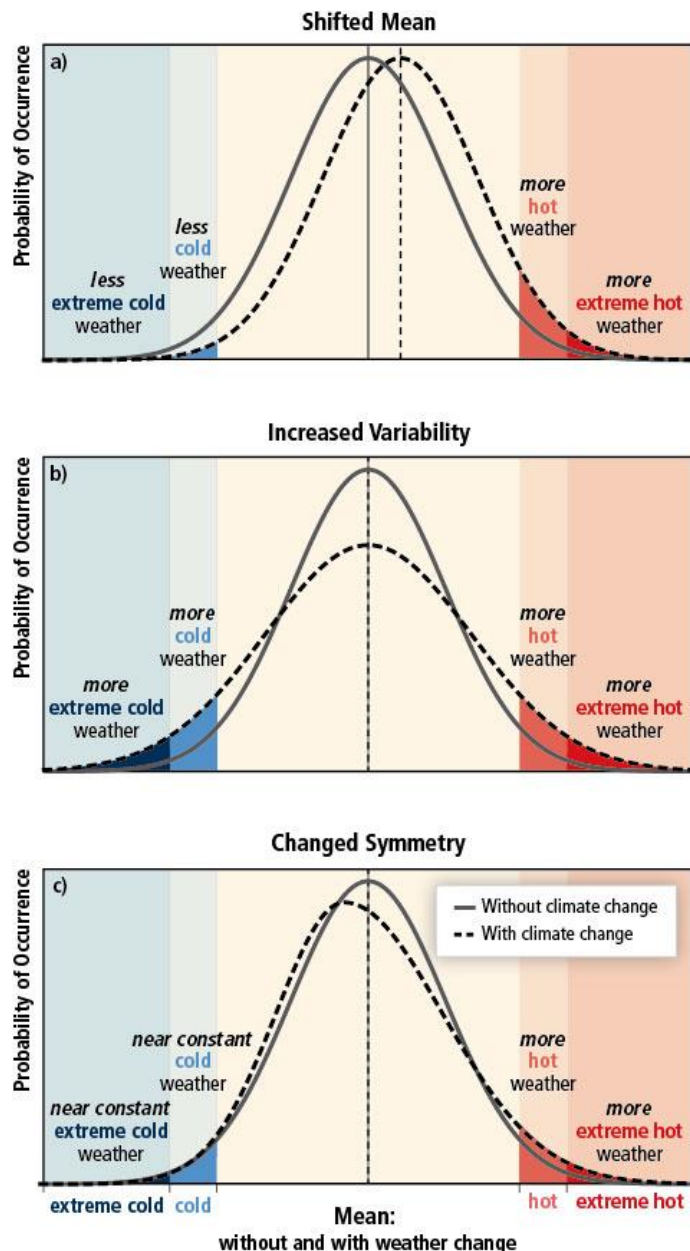 Shifted Mean
a)
Probability of Occurrence
less
extreme cold
weather
less
cold
weather
more
hot
weather
more
extreme hot
weather
Increased Variability
b)
Probability of Occurrence
more
extreme cold
weather
more
cold
weather
more
hot
weather
more
extreme hot
weather
Changed Symmetry
c)
Probability of Occurrence
Without climate change
With climate change
near constant
extreme cold
weather
near constant
cold
weather
more
hot
weather
more
extreme hot
weather
extreme cold
cold
Mean:
without and with weather change
hot
extreme hot